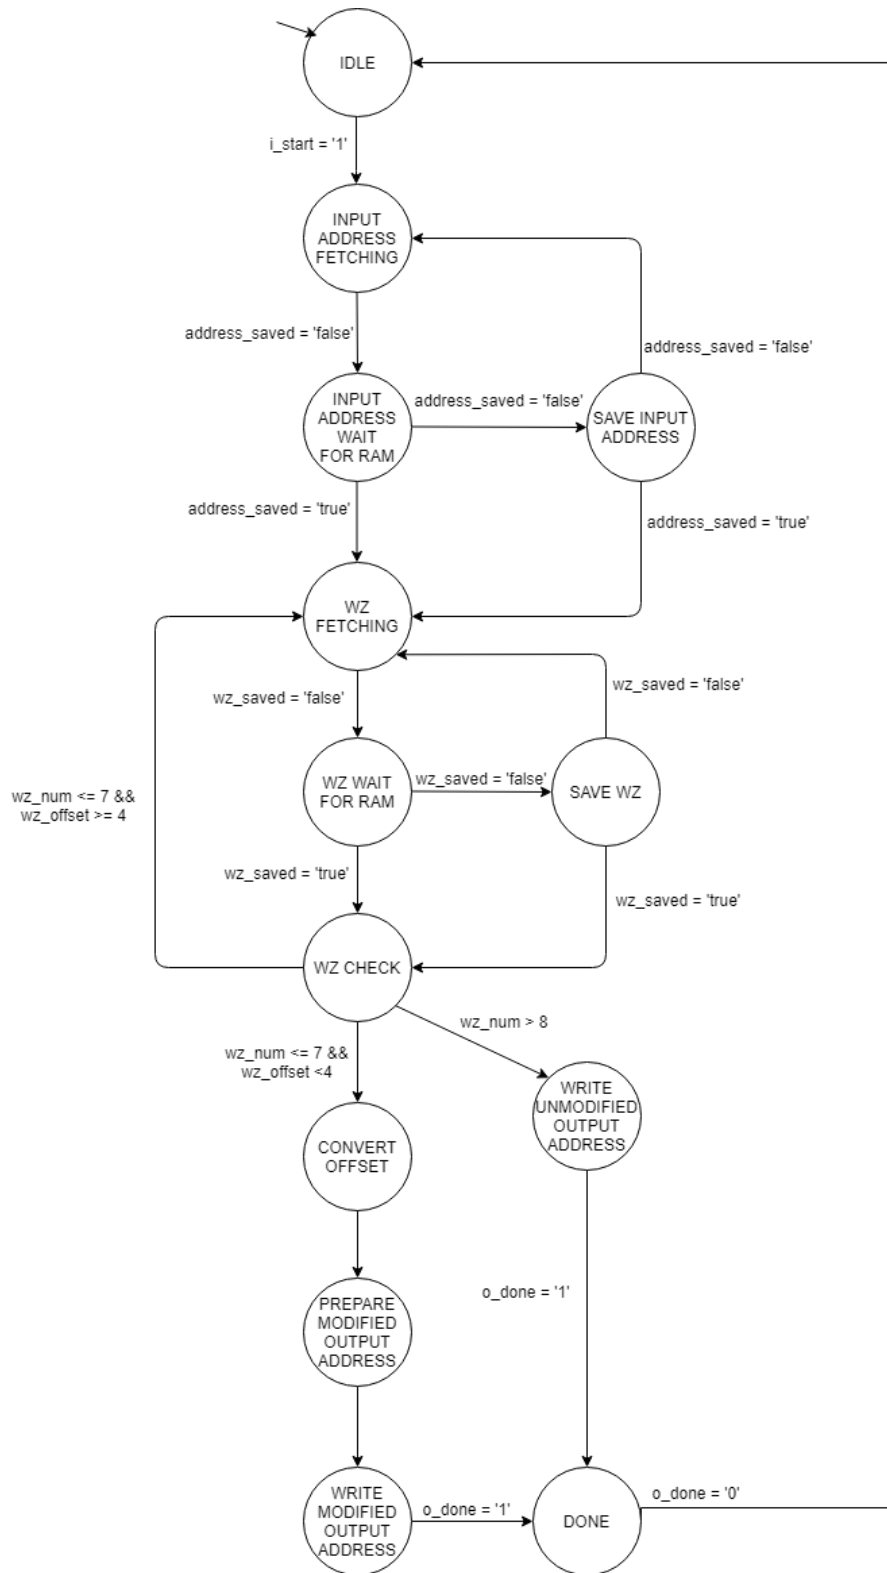 IDLE
i_start = '1'
INPUT
ADDRESS
FETCHING
address_saved = 'false'
address_saved = 'false'
INPUT
ADDRESS
WAIT
FOR RAM
address_saved = 'false'
SAVE INPUT
ADDRESS
address_saved = 'true'
address_saved = 'true'
WZ
FETCHING
wz_saved = 'false'
wz_saved = 'false'
wz_num <= 7 &&
wz_offset >= 4
WZ WAIT
FOR RAM
wz_saved = 'false'
SAVE WZ
wz_saved = 'true'
wz_saved = 'true'
WZ CHECK
wz_num > 8
wz_num <= 7 &&
wz_offset <4
WRITE
UNMODIFIED
OUTPUT
ADDRESS
CONVERT
OFFSET
o_done = '1'
PREPARE
MODIFIED
OUTPUT
ADDRESS
WRITE
MODIFIED
OUTPUT
ADDRESS
o_done = '1'
DONE
o_done = '0'